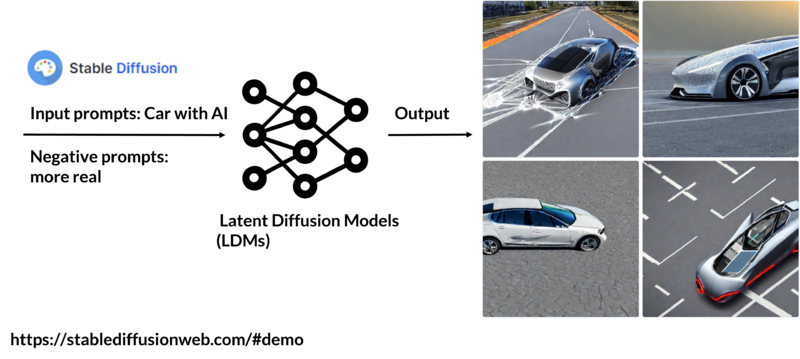 Stable Diffusion
Input prompts: Car with AI
Negative prompts:
more real
Output
Latent Diffusion Models
(LDMs)
https://stablediffusionweb.com/#demo